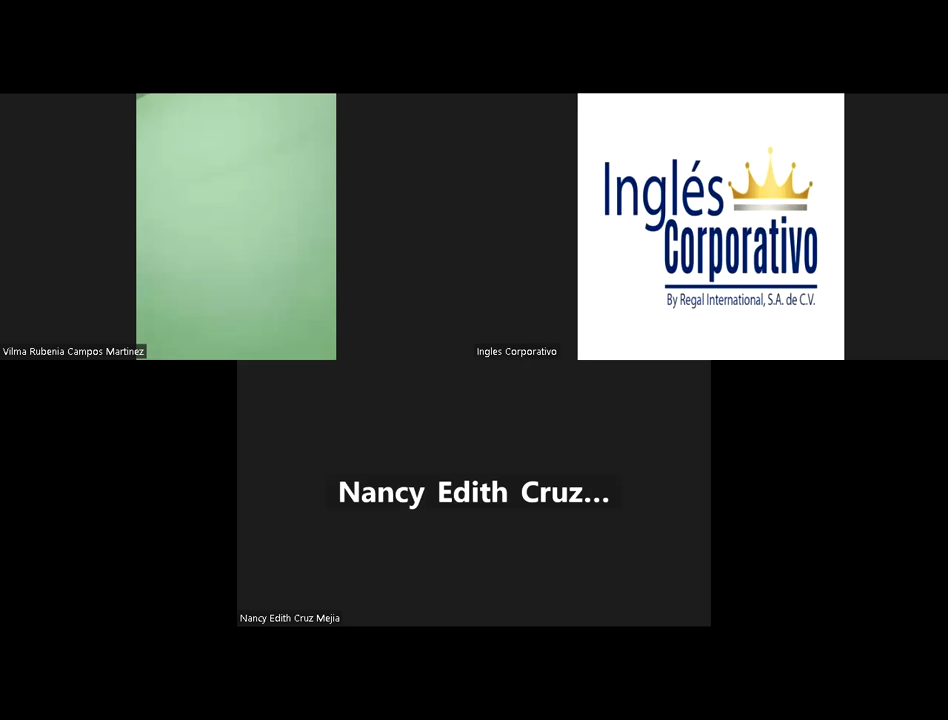 Inglés
Corporativo
By Regal International, S.A. de C.V.
Vilma Rubenia Campos Martinez
Ingles Corporativo
Nancy Edith Cruz...
Nancy Edith Cruz Mejia